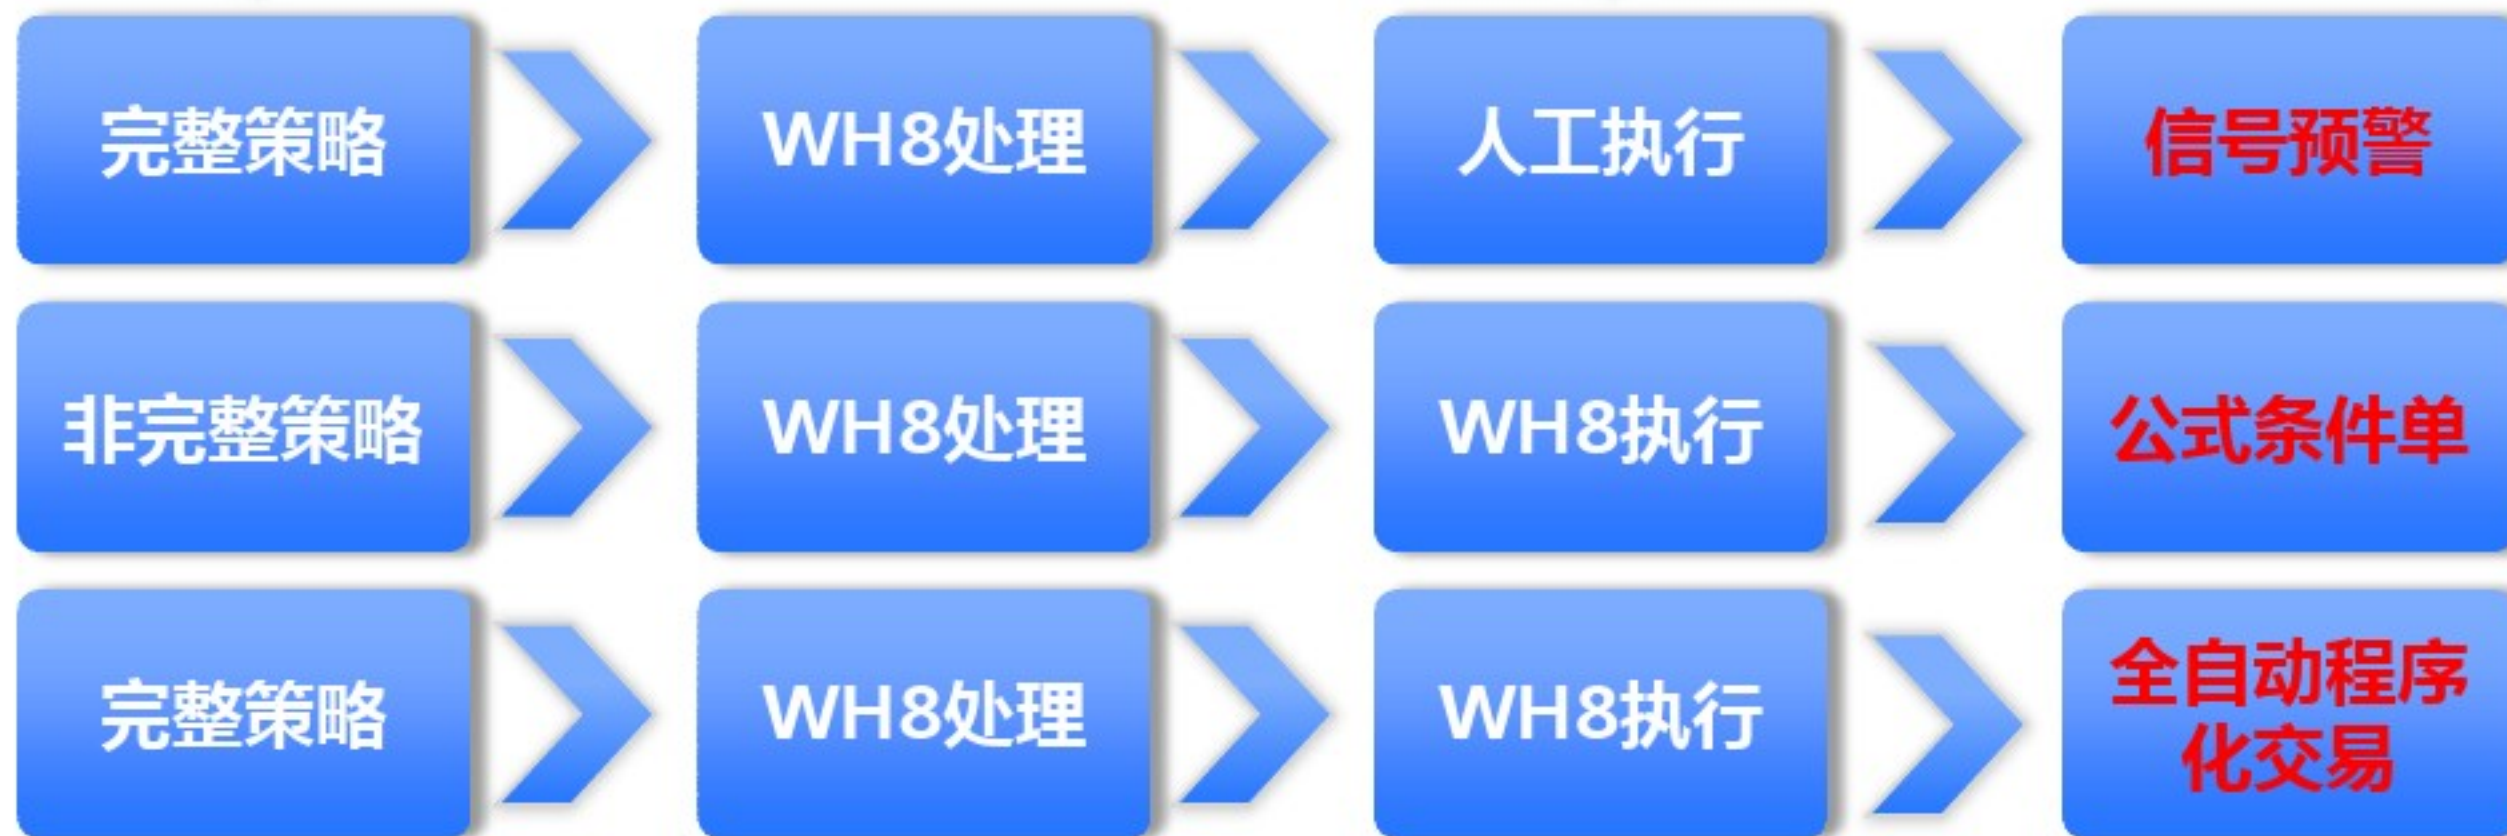 完整策略
WH8处理
人工执行
信号预警
非完整策略
WH8处理
WH8执行
公式条件单
完整策略
WH8处理
WH8执行
全自动程序
化交易